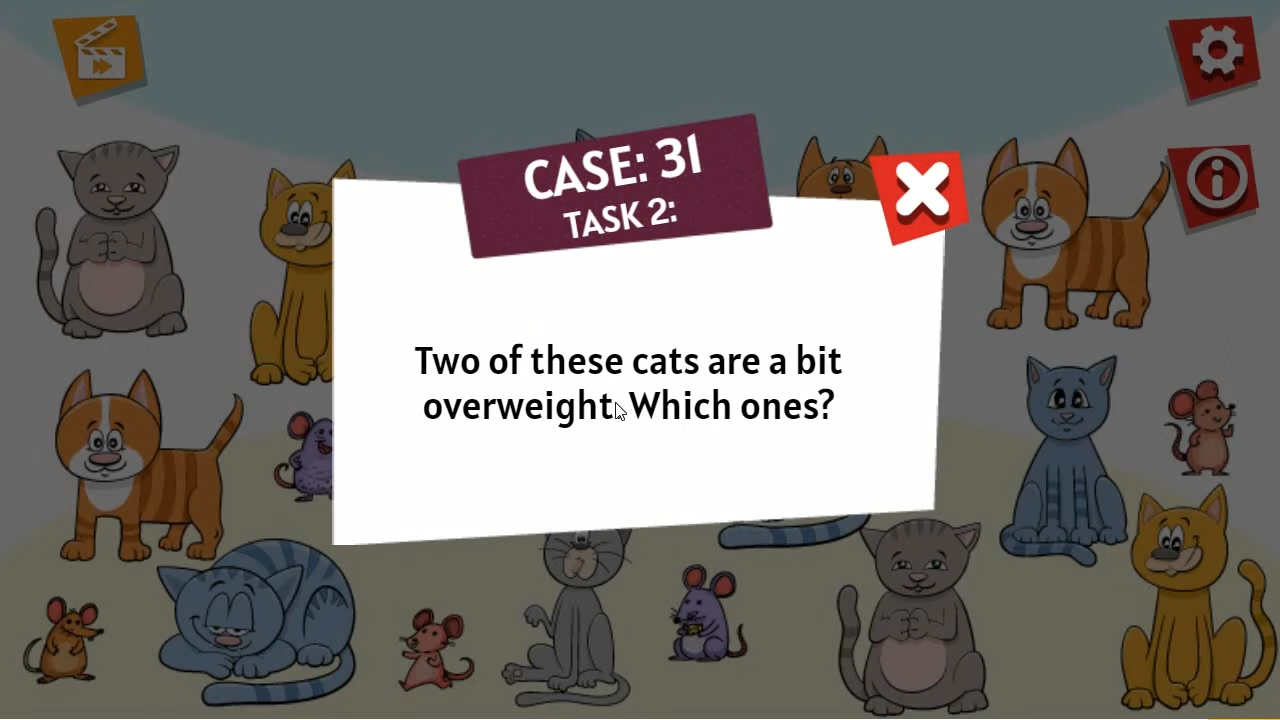 CASE: 31
TASK 2:
Two of these cats are a bit
overweight. Which ones?